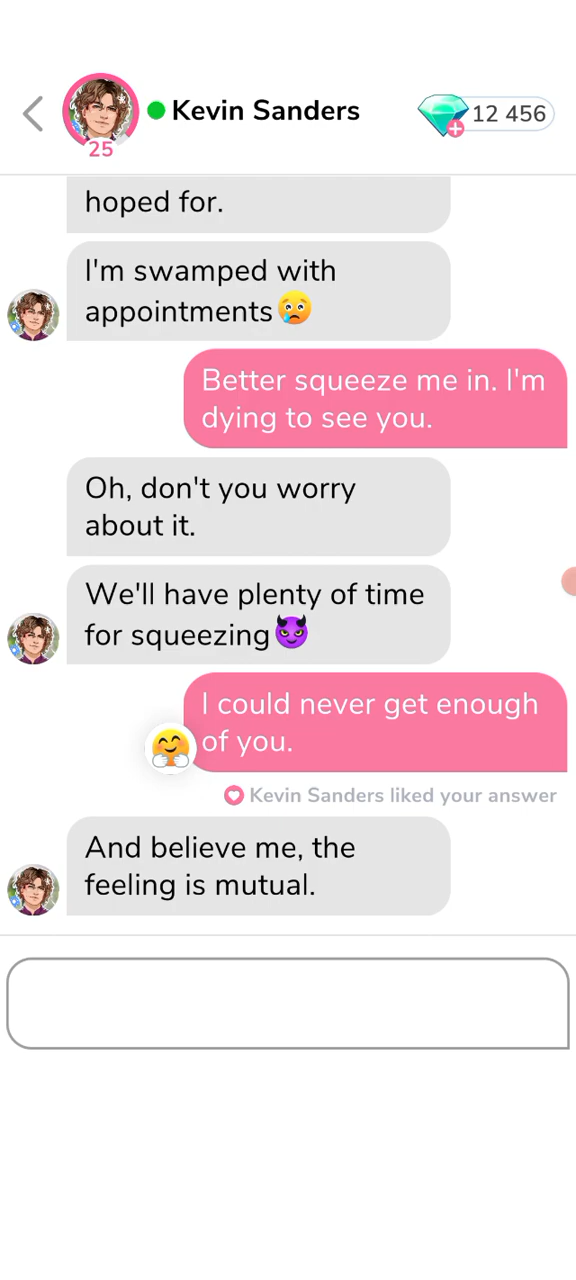 Kevin Sanders
12 456
25
hoped for.
I'm swamped with
appointments😢
Better squeeze me in. I'm
dying to see you.
Oh, don't you worry
about it.
We'll have plenty of time
for squeezing😈
I could never get enough
of you.
Kevin Sanders liked your answer
And believe me, the
feeling is mutual.